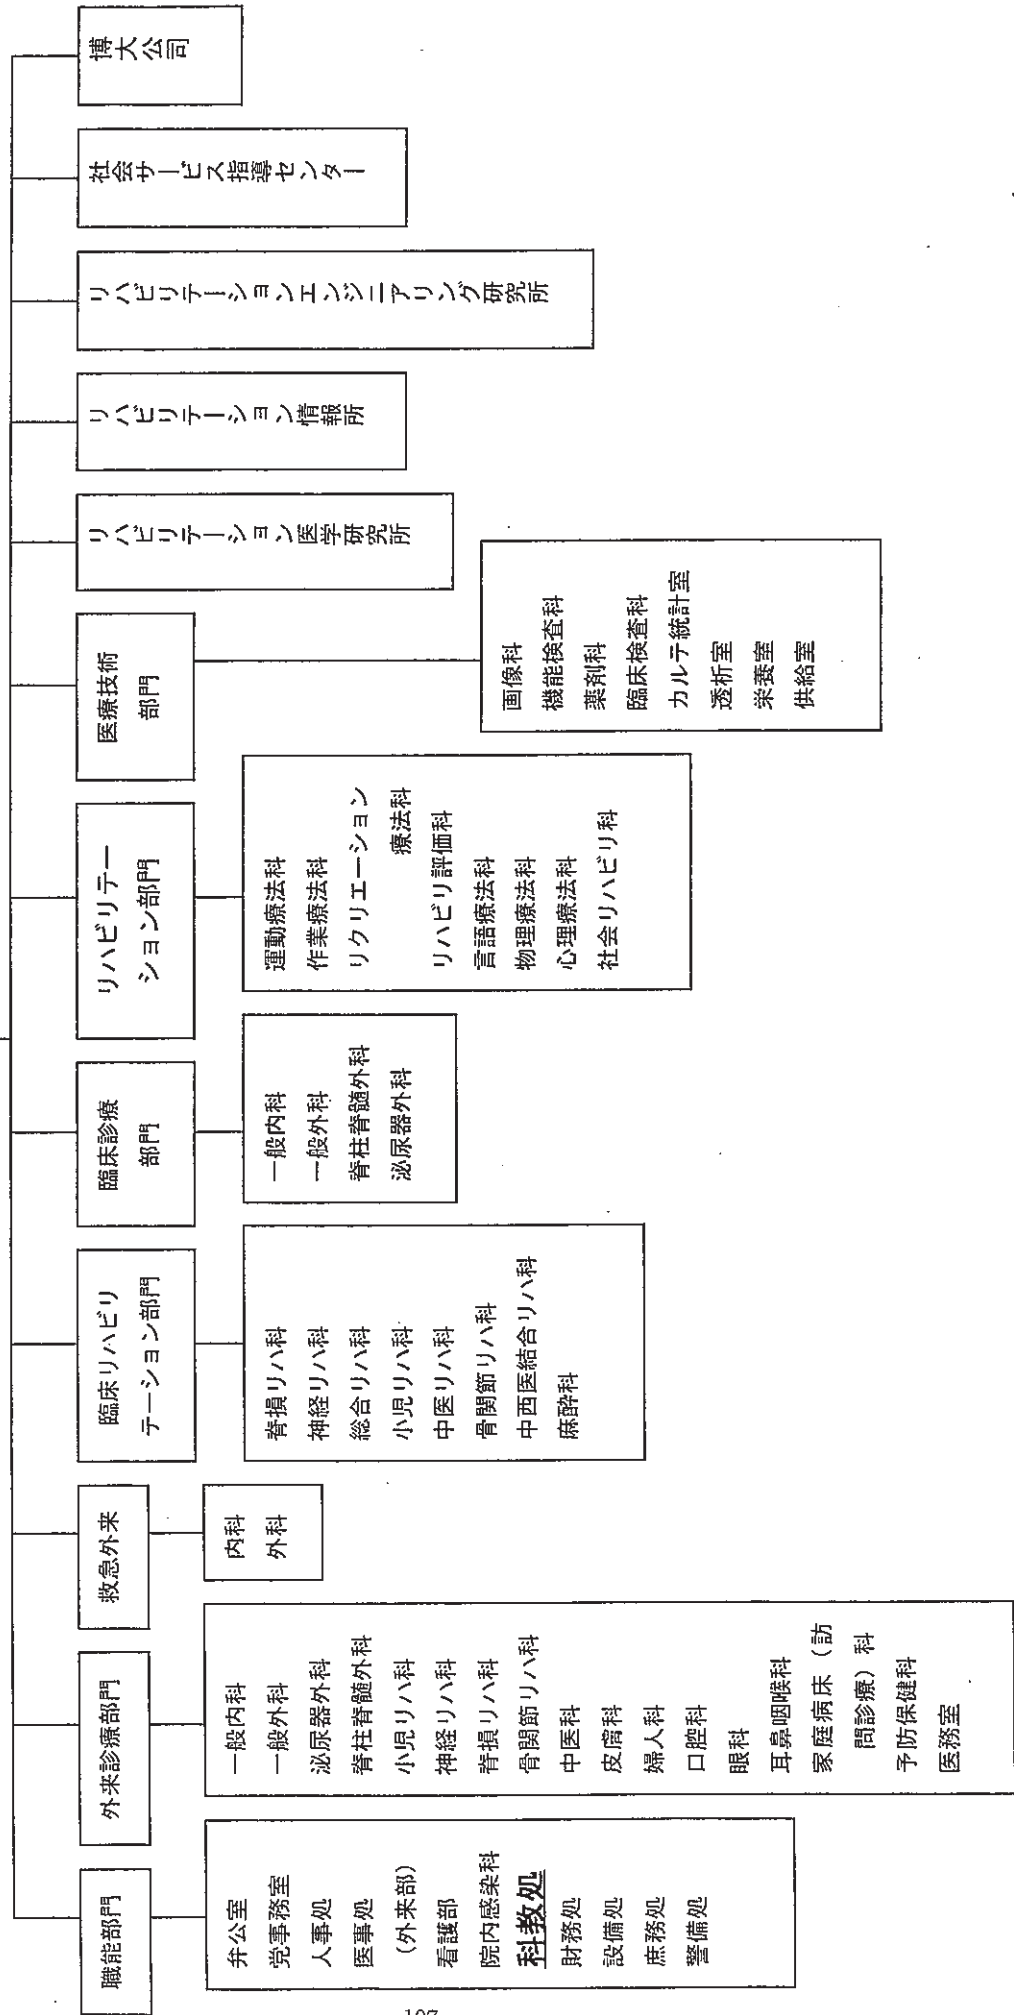 職能部門
弁公室
党事務室
人事処
医事処
(外来部)
看護部
院内感染科
科教処
財務処
設備処
庶務処
警備処
外来診療部門
一般内科
一般外科
泌尿器外科
脊柱脊髄外科
小児リハ科
神経リハ科
脊損リハ科
骨関節リハ科
中医科
皮膚科
婦人科
口腔科
眼科
耳鼻咽喉科
家庭病床(訪
問診療)科
予防保健科
医務室
救急外来
内科
外科
臨床リハビリ
テーション部門
脊損リハ科
神経リハ科
総合リハ科
小児リハ科
中医リハ科
骨関節リハ科
中西医結合リハ科
麻酔科
臨床診療
部門
一般内科
一般外科
脊柱脊髄外科
泌尿器外科
リハビリテー
ション部門
運動療法科
作業療法科
リクリエーション
療法科
リハビリ評価科
言語療法科
物理療法科
心理療法科
社会リハビリ科
医療技術
部門
画像科
機能検査科
薬剤科
臨床検査科
カルテ統計室
透析室
栄養室
供給室
リハビリテーション医学研究所
リハビリテーション情報所
リハビリテーションエンジニアリング研究所
社会サービス指導センター
博大公司
107